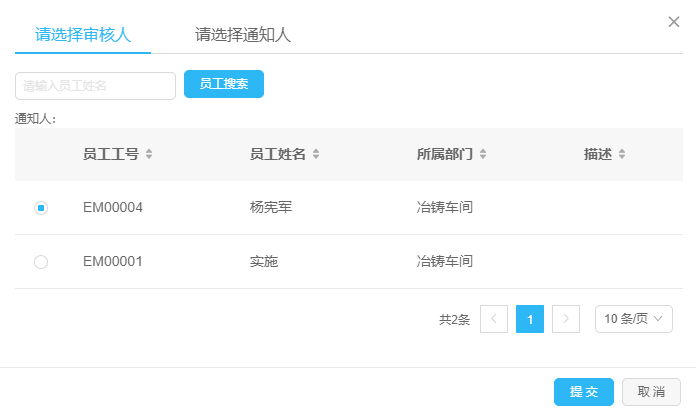 请选择审核人 请选择通知人
请输入员工姓名 员工搜索
通知人：
员工工号 员工姓名 所属部门 描述
EM00004 杨宪军 冶铸车间
EM00001 实施 冶铸车间
共2条 1 10 条/页
提 交 取 消